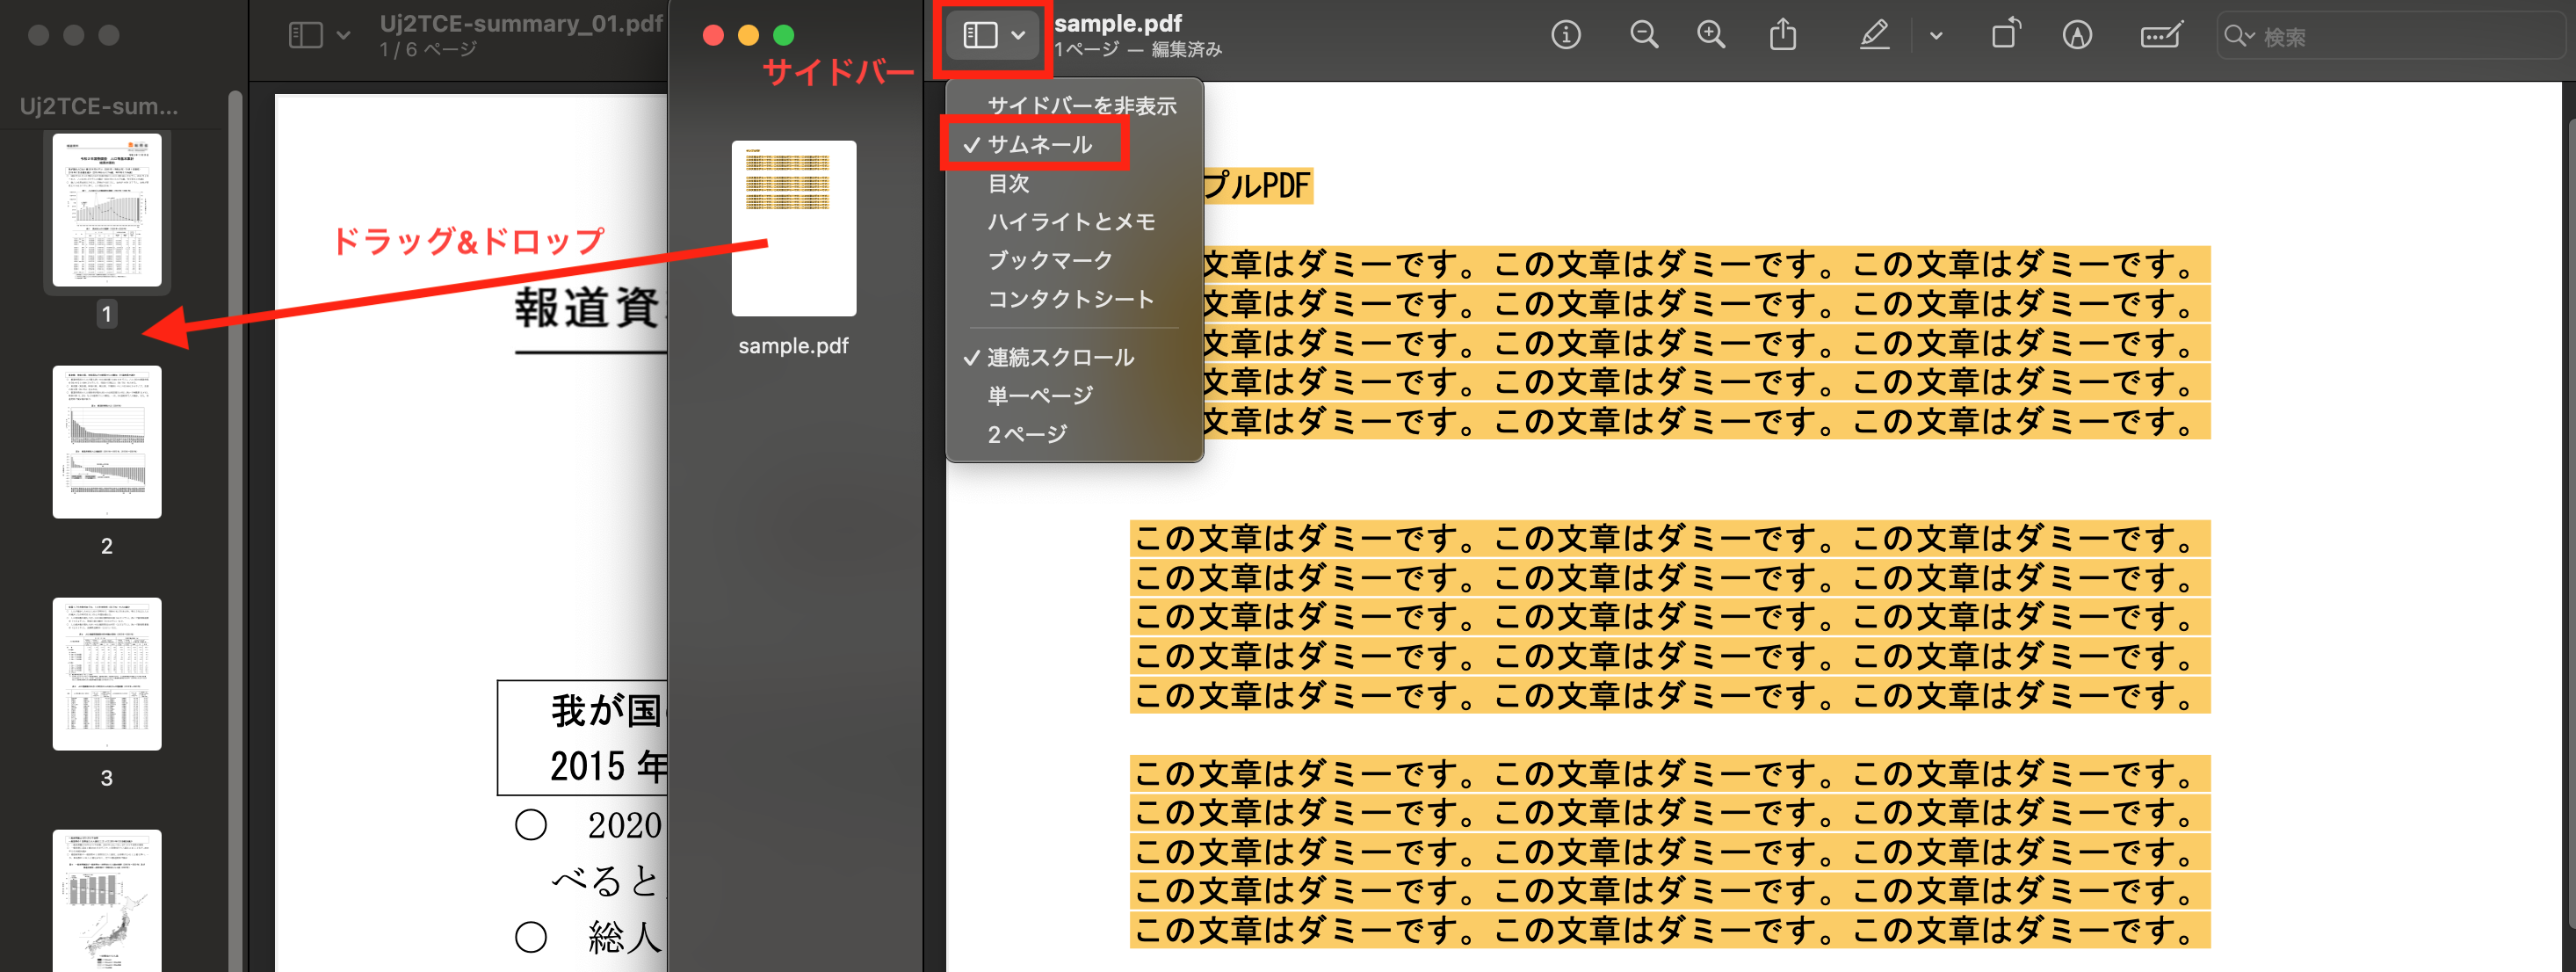 Uj2TCE-summary_01.pdf
1 / 6 ページ
Uj2TCE-sum...
1
2
3
ドラッグ&ドロップ
報道資
我が国
2015 年
○ 2020
べると
○ 総人
サイドバー
sample.pdf
sample.pdf
1ページ — 編集済み
検索
サイドバーを非表示
✓ サムネール
目次
ハイライトとメモ
ブックマーク
コンタクトシート
✓ 連続スクロール
単一ページ
2ページ
プルPDF
文章はダミーです。この文章はダミーです。この文章はダミーです。
文章はダミーです。この文章はダミーです。この文章はダミーです。
文章はダミーです。この文章はダミーです。この文章はダミーです。
文章はダミーです。この文章はダミーです。この文章はダミーです。
文章はダミーです。この文章はダミーです。この文章はダミーです。
この文章はダミーです。この文章はダミーです。この文章はダミーです。
この文章はダミーです。この文章はダミーです。この文章はダミーです。
この文章はダミーです。この文章はダミーです。この文章はダミーです。
この文章はダミーです。この文章はダミーです。この文章はダミーです。
この文章はダミーです。この文章はダミーです。この文章はダミーです。
この文章はダミーです。この文章はダミーです。この文章はダミーです。
この文章はダミーです。この文章はダミーです。この文章はダミーです。
この文章はダミーです。この文章はダミーです。この文章はダミーです。
この文章はダミーです。この文章はダミーです。この文章はダミーです。
この文章はダミーです。この文章はダミーです。この文章はダミーです。